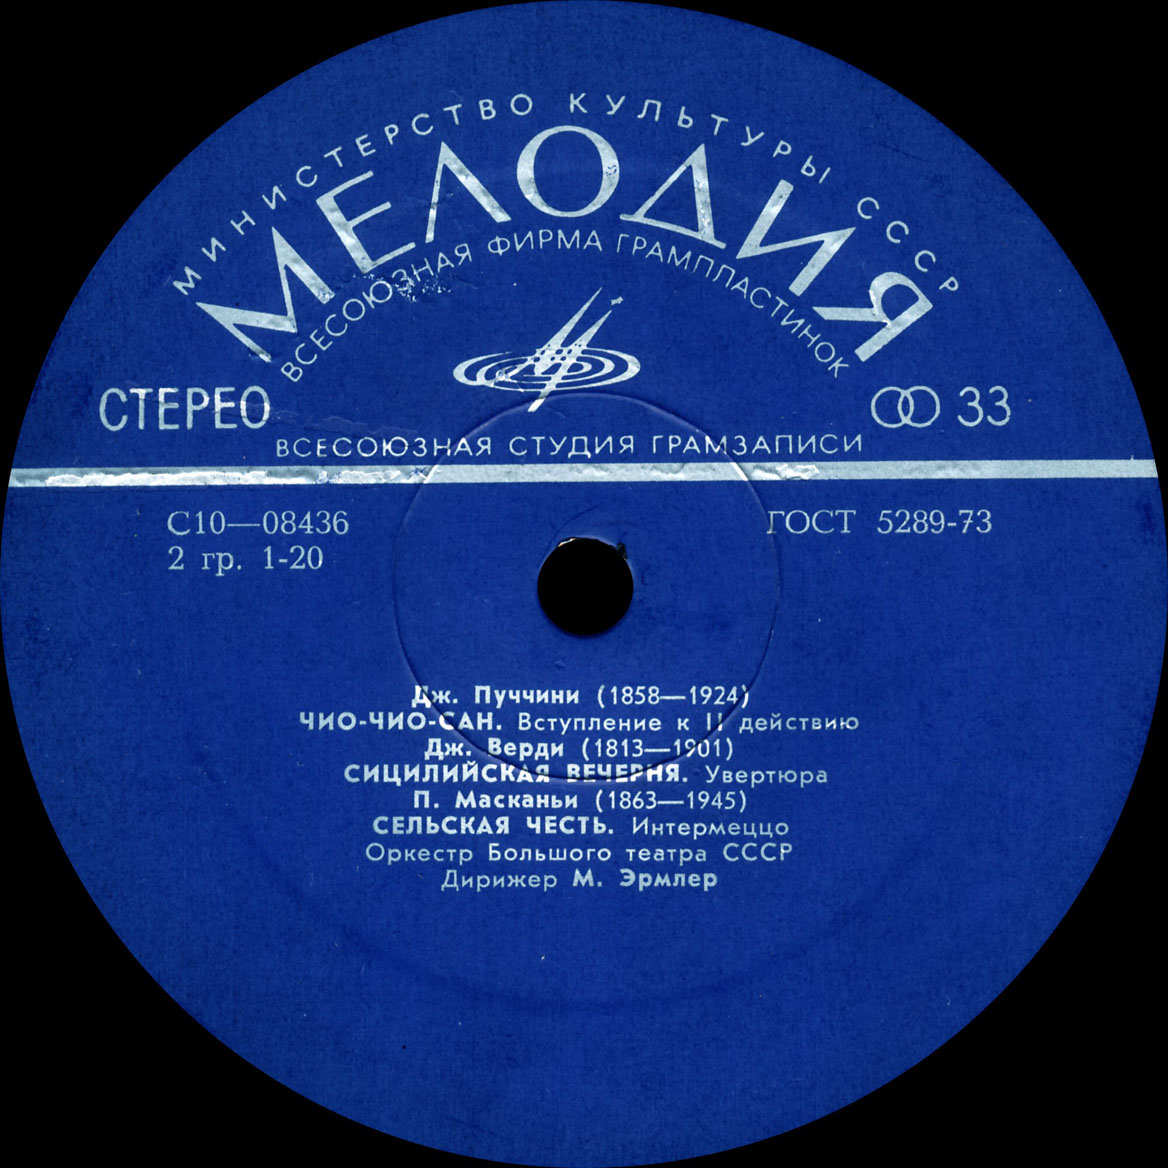 МИНИСТЕРСТВО КУЛЬТУРЫ СССР
МЕЛОДИЯ
ВСЕСОЮЗНАЯ ФИРМА ГРАМПЛАСТИНОК
СТЕРЕО
33
ВСЕСОЮЗНАЯ СТУДИЯ ГРАМЗАПИСИ
С10—08436
ГОСТ 5289-73
2 гр. 1-20
Дж. Пуччини (1858—1924)
ЧИО-ЧИО-САН. Вступление к II действию
Дж. Верди (1813—1901)
СИЦИЛИЙСКАЯ ВЕЧЕРНЯ. Увертюра
П. Масканьи (1863—1945)
СЕЛЬСКАЯ ЧЕСТЬ. Интермеццо
Оркестр Большого театра СССР
Дирижер М. Эрмлер